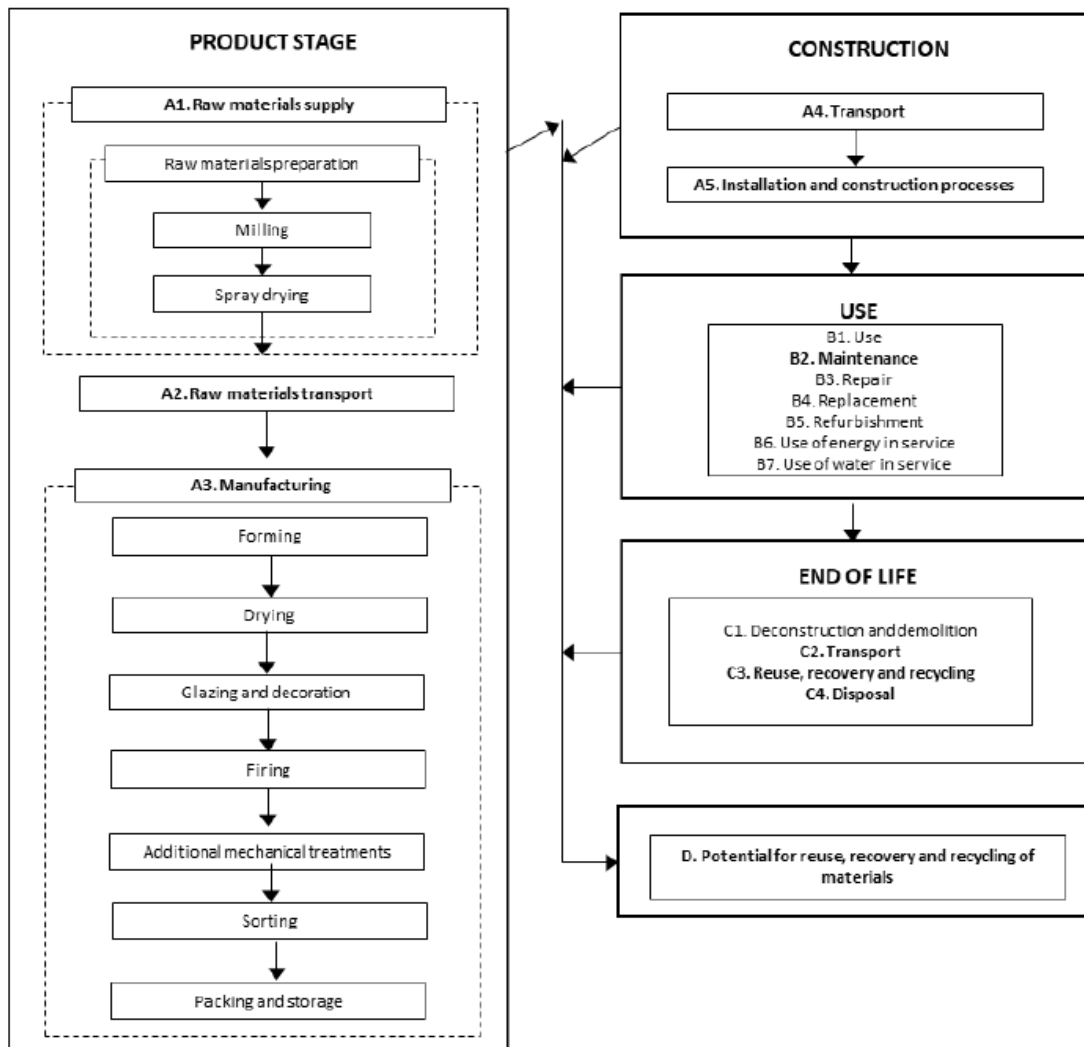 PRODUCT STAGE
A1. Raw materials supply
Raw materials preparation
Milling
Spray drying
A2. Raw materials transport
A3. Manufacturing
Forming
Drying
Glazing and decoration
Firing
Additional mechanical treatments
Sorting
Packing and storage
CONSTRUCTION
A4. Transport
A5. Installation and construction processes
USE
B1. Use
B2. Maintenance
B3. Repair
B4. Replacement
B5. Refurbishment
B6. Use of energy in service
B7. Use of water in service
END OF LIFE
C1. Deconstruction and demolition
C2. Transport
C3. Reuse, recovery and recycling
C4. Disposal
D. Potential for reuse, recovery and recycling of
materials